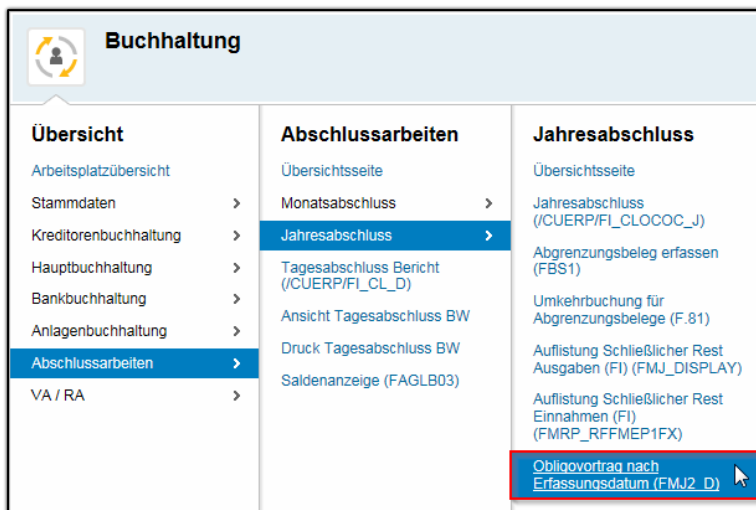 Buchhaltung
Übersicht
Arbeitsplatzübersicht
Stammdaten
Kreditorenbuchhaltung
Hauptbuchhaltung
Bankbuchhaltung
Anlagenbuchhaltung
Abschlussarbeiten
VA / RA
Abschlussarbeiten
Übersichtsseite
Monatsabschluss
Jahresabschluss
Tagesabschluss Bericht
(/CUERP/FI_CL_D)
Ansicht Tagesabschluss BW
Druck Tagesabschluss BW
Saldenanzeige (FAGLB03)
Jahresabschluss
Übersichtsseite
Jahresabschluss
(/CUERP/FI_CLOCOC_J)
Abgrenzungsbeleg erfassen
(FBS1)
Umkehrbuchung für
Abgrenzungsbelege (F.81)
Auflistung Schließlicher Rest
Ausgaben (FI) (FMJ_DISPLAY)
Auflistung Schließlicher Rest
Einnahmen (FI)
(FMRP_RFFMEP1FX)
Obligovortrag nach
Erfassungsdatum (FMJ2_D)